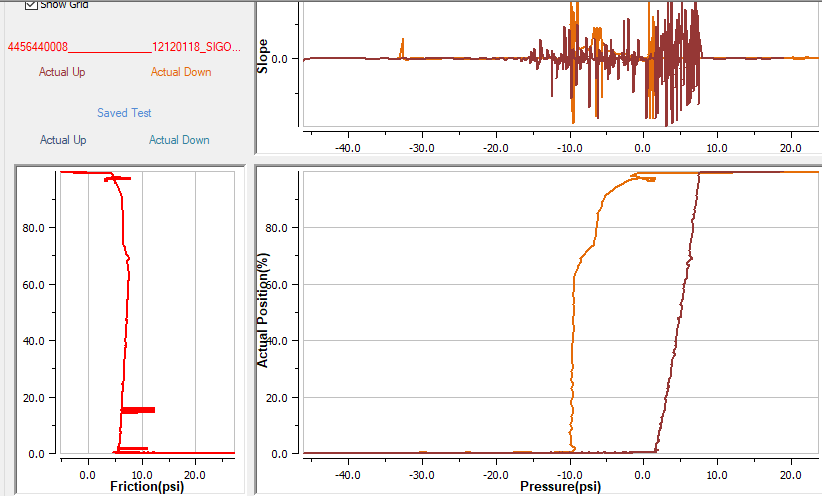 Show Grid
4456440008______________12120118_SIGO...
Actual Up Actual Down
Saved Test
Actual Up Actual Down
Slope
0.0
-40.0 -30.0 -20.0 -10.0 0.0 10.0 20.0
80.0
60.0
40.0
20.0
0.0
0.0 10.0 20.0
Friction(psi)
Actual Position(%)
80.0
60.0
40.0
20.0
0.0
-40.0 -30.0 -20.0 -10.0 0.0 10.0 20.0
Pressure(psi)